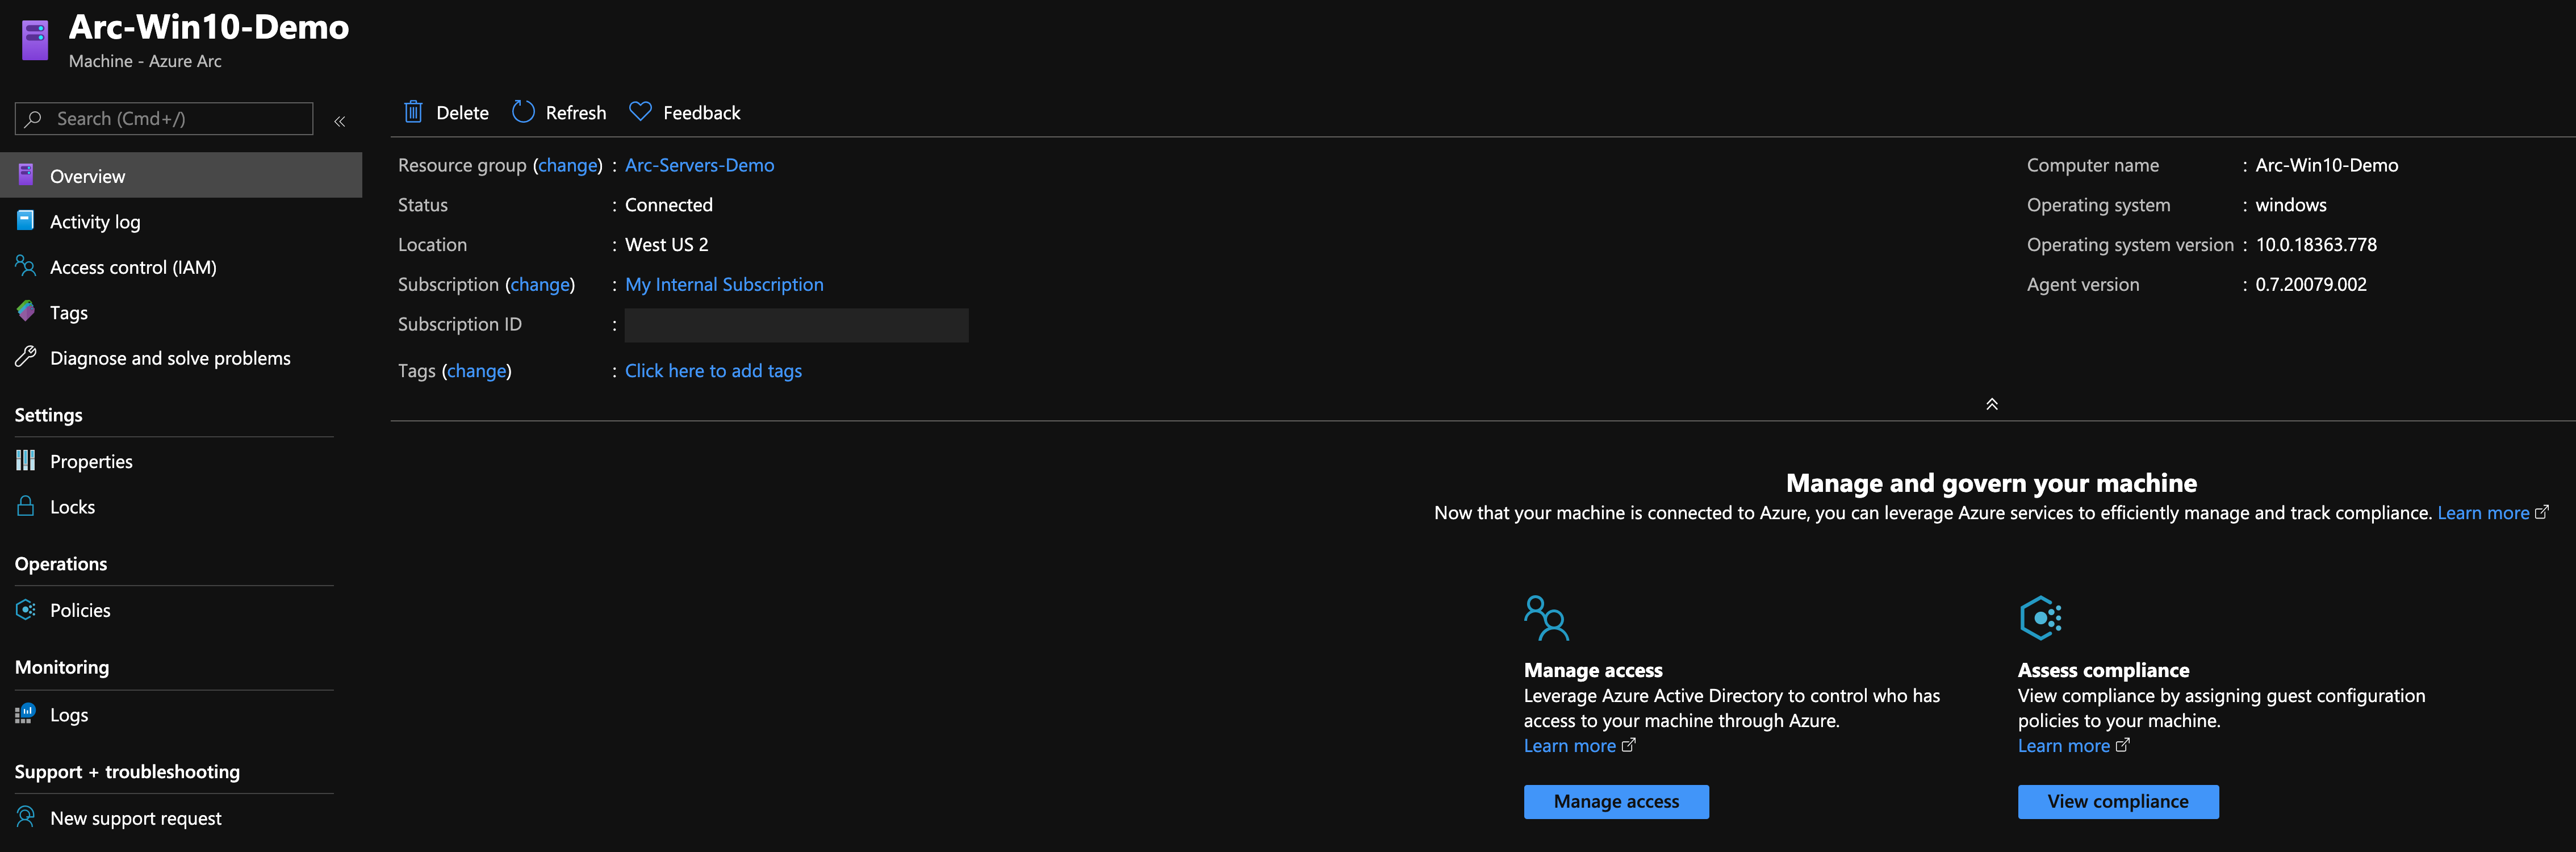 Arc-Win10-Demo
Machine - Azure Arc
Search (Cmd+/)
«
Overview
Activity log
Access control (IAM)
Tags
Diagnose and solve problems
Settings
Properties
Locks
Operations
Policies
Monitoring
Logs
Support + troubleshooting
New support request
Delete Refresh Feedback
Resource group (change) : Arc-Servers-Demo
Status : Connected
Location : West US 2
Subscription (change) : My Internal Subscription
Subscription ID :
Tags (change) : Click here to add tags
Computer name : Arc-Win10-Demo
Operating system : windows
Operating system version : 10.0.18363.778
Agent version : 0.7.20079.002
Manage and govern your machine
Now that your machine is connected to Azure, you can leverage Azure services to efficiently manage and track compliance. Learn more
Manage access
Leverage Azure Active Directory to control who has
access to your machine through Azure.
Learn more
Manage access
Assess compliance
View compliance by assigning guest configuration
policies to your machine.
Learn more
View compliance